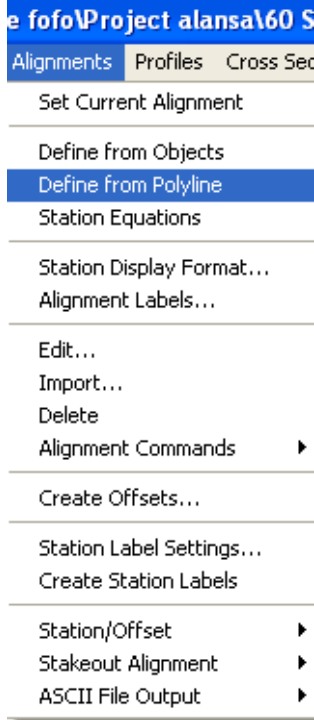 e fofo\Project alansa\60 S
Alignments Profiles Cross Sec
Set Current Alignment
Define from Objects
Define from Polyline
Station Equations
Station Display Format...
Alignment Labels...
Edit...
Import...
Delete
Alignment Commands
Create Offsets...
Station Label Settings...
Create Station Labels
Station/Offset
Stakeout Alignment
ASCII File Output